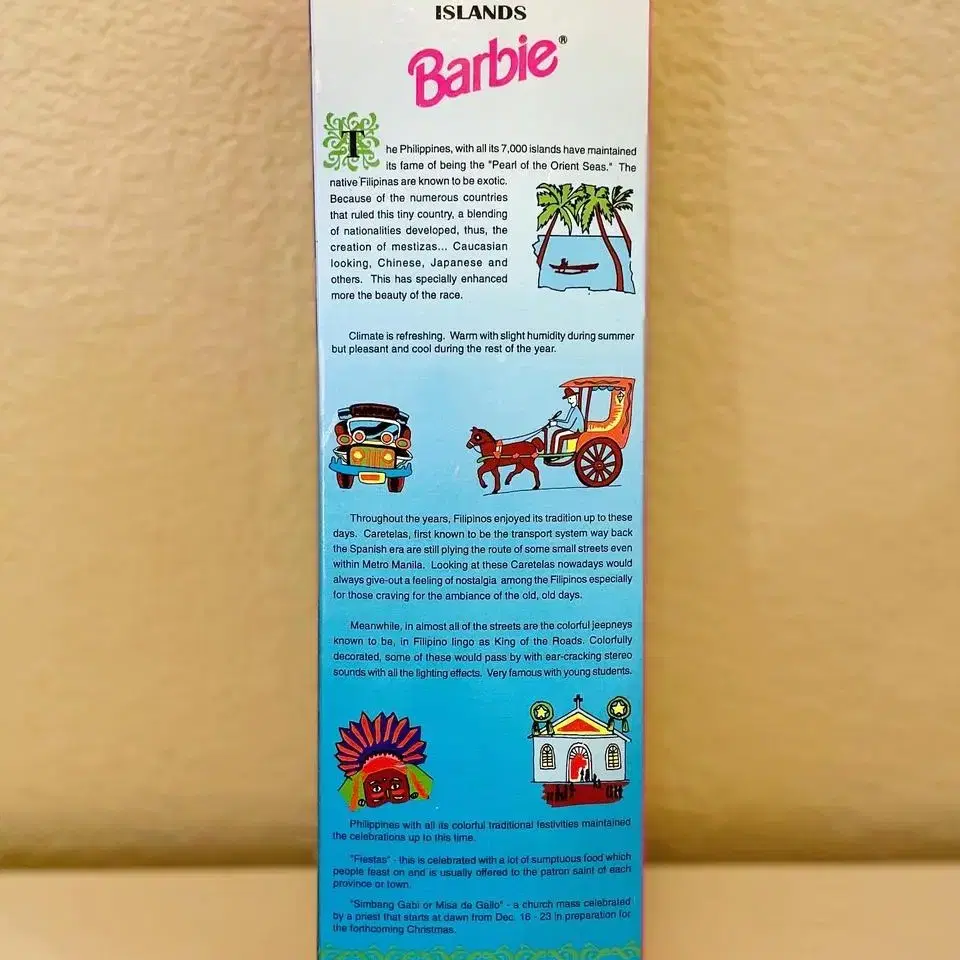 ISLANDS
Barbie®
The Philippines, with all its 7,000 islands have maintained
its fame of being the "Pearl of the Orient Seas." The
native Filipinas are known to be exotic.
Because of the numerous countries
that ruled this tiny country, a blending
of nationalities developed, thus, the
creation of mestizas... Caucasian
looking, Chinese, Japanese and
others. This has specially enhanced
more the beauty of the race.
Climate is refreshing. Warm with slight humidity during summer
but pleasant and cool during the rest of the year.
Throughout the years, Filipinos enjoyed its tradition up to these
days. Caretelas, first known to be the transport system way back
the Spanish era are still plying the route of some small streets even
within Metro Manila. Looking at these Caretelas nowadays would
always give-out a feeling of nostalgia among the Filipinos especially
for those craving for the ambiance of the old, old days.
Meanwhile, in almost all of the streets are the colorful jeepneys
known to be, in Filipino lingo as King of the Roads. Colorfully
decorated, some of these would pass by with ear-cracking stereo
sounds with all the lighting effects. Very famous with young students.
Philippines with all its colorful traditional festivities maintained
the celebrations up to this time.
"Fiestas" - this is celebrated with a lot of sumptuous food which
people feast on and is usually offered to the patron saint of each
province or town.
"Simbang Gabi or Misa de Gallo" - a church mass celebrated
by a priest that starts at dawn from Dec. 16 - 23 in preparation for
the forthcoming Christmas.